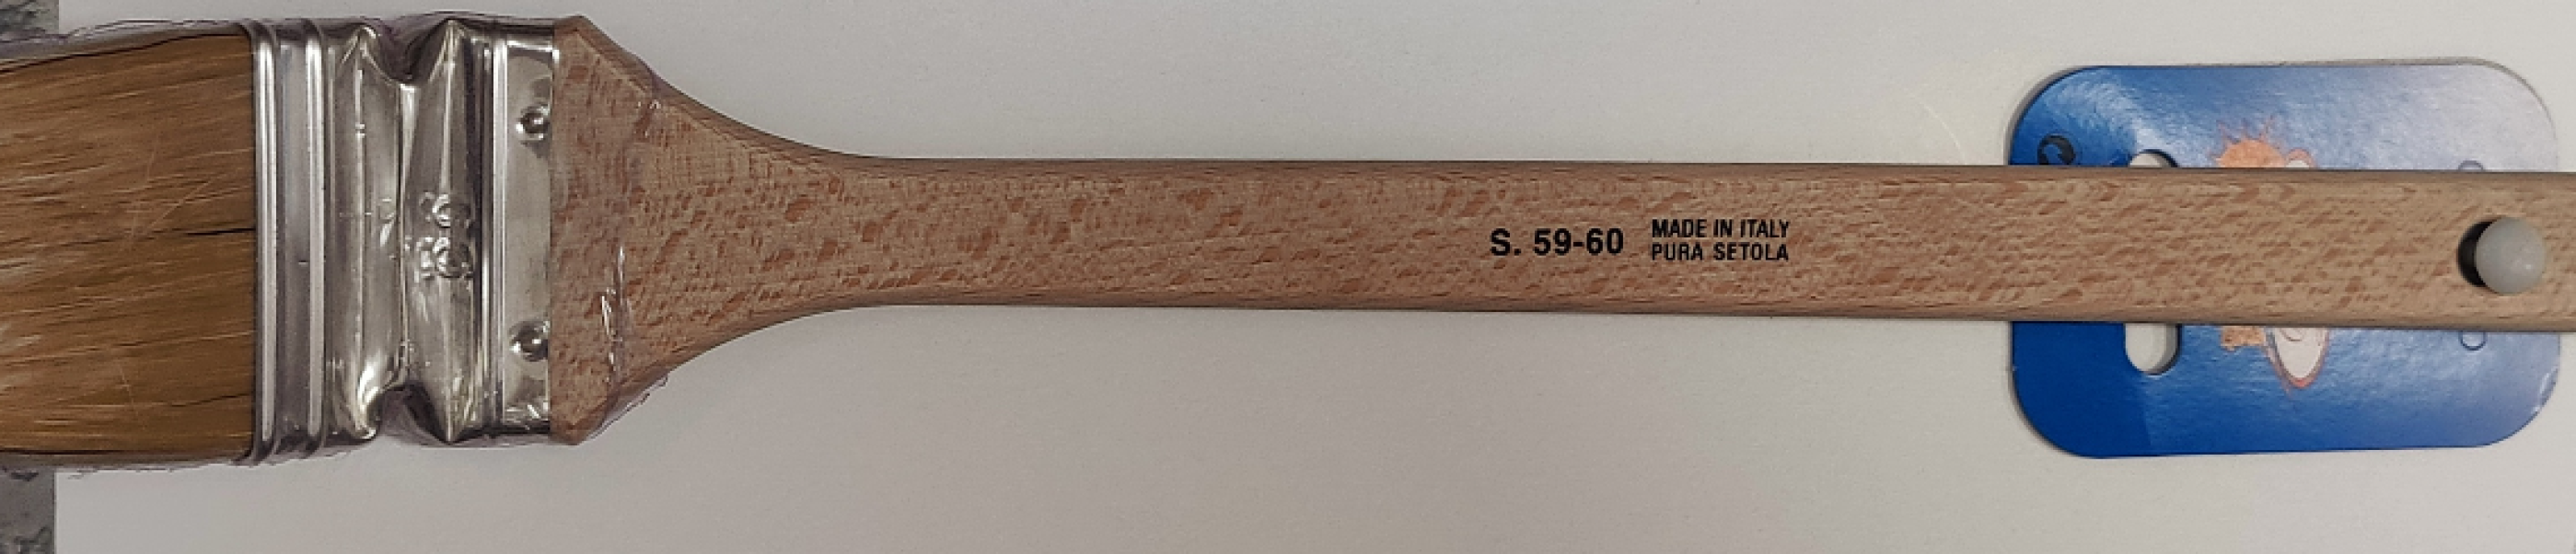 S. 59-60
MADE IN ITALY
PURA SETOLA